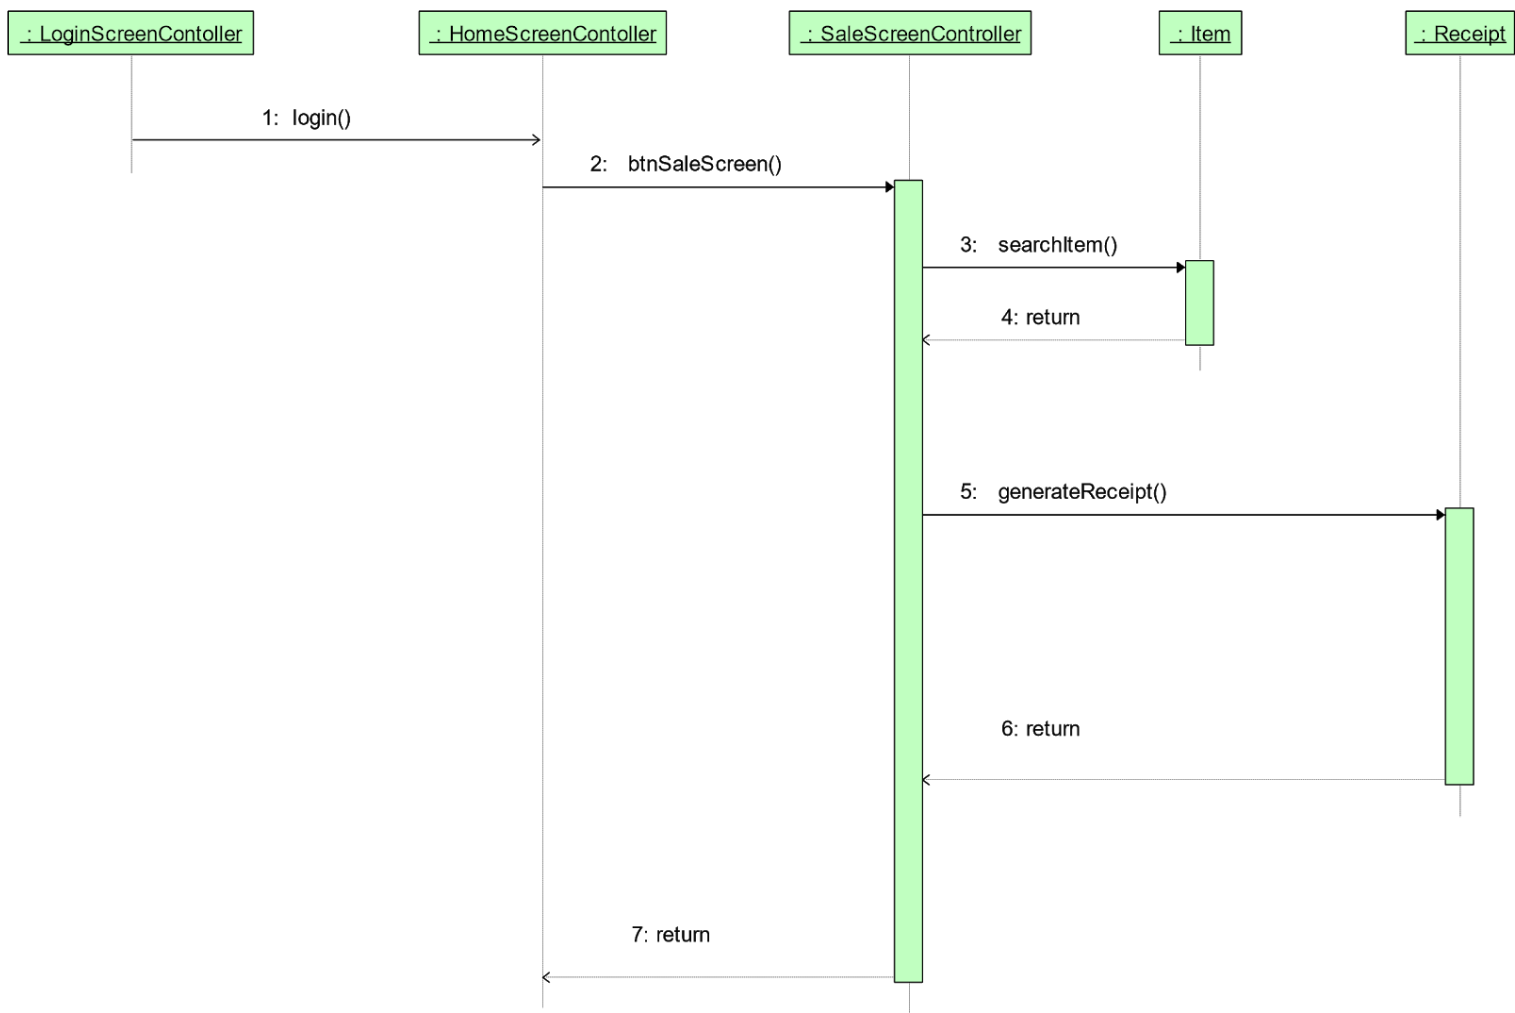 : LoginScreenContoller
: HomeScreenContoller
: SaleScreenController
: Item
: Receipt
1: login()
2: btnSaleScreen()
3: searchItem()
4: return
5: generateReceipt()
6: return
7: return